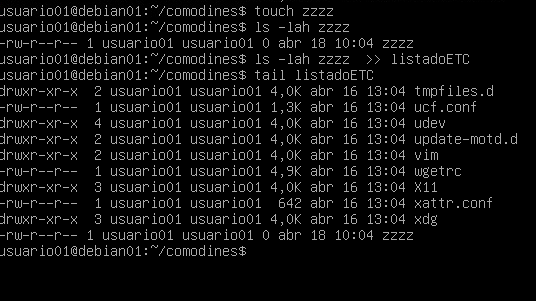 usuario01@debian01:~/comodines$ touch zzzz
usuario01@debian01:~/comodines$ ls -lah zzzz
-rw-r--r-- 1 usuario01 usuario01 0 abr 18 10:04 zzzz
usuario01@debian01:~/comodines$ ls -lah zzzz  >> listadoETC
usuario01@debian01:~/comodines$ tail listadoETC
drwxr-xr-x  2 usuario01 usuario01 4,0K abr 16 13:04 tmpfiles.d
-rw-r--r--  1 usuario01 usuario01 1,3K abr 16 13:04 ucf.conf
drwxr-xr-x  4 usuario01 usuario01 4,0K abr 16 13:04 udev
drwxr-xr-x  2 usuario01 usuario01 4,0K abr 16 13:04 update-motd.d
drwxr-xr-x  2 usuario01 usuario01 4,0K abr 16 13:04 vim
-rw-r--r--  1 usuario01 usuario01 4,9K abr 16 13:04 wgetrc
drwxr-xr-x  3 usuario01 usuario01 4,0K abr 16 13:04 X11
-rw-r--r--  1 usuario01 usuario01  642 abr 16 13:04 xattr.conf
drwxr-xr-x  3 usuario01 usuario01 4,0K abr 16 13:04 xdg
-rw-r--r-- 1 usuario01 usuario01 0 abr 18 10:04 zzzz
usuario01@debian01:~/comodines$